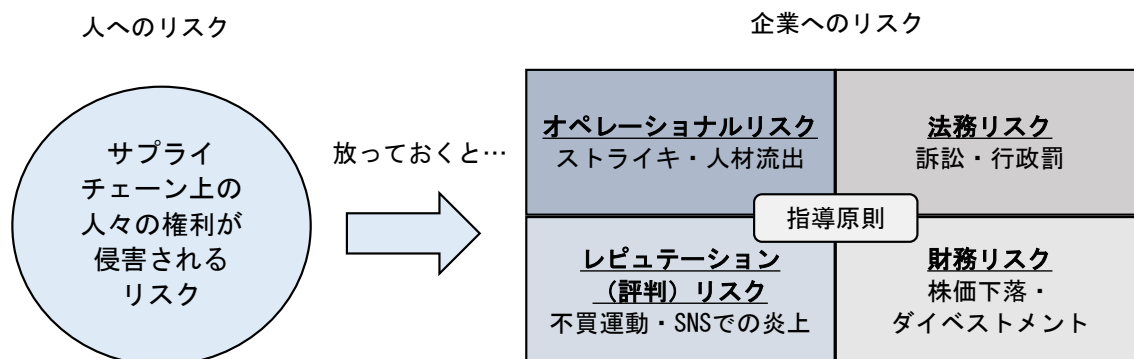 人へのリスク
企業へのリスク
サプライ
チェーン上の
人々の権利が
侵害される
リスク
放っておくと…
オペレーショナルリスク
ストライキ・人材流出
法務リスク
訴訟・行政罰
指導原則
レピュテーション
（評判）リスク
不買運動・SNSでの炎上
財務リスク
株価下落・
ダイベストメント